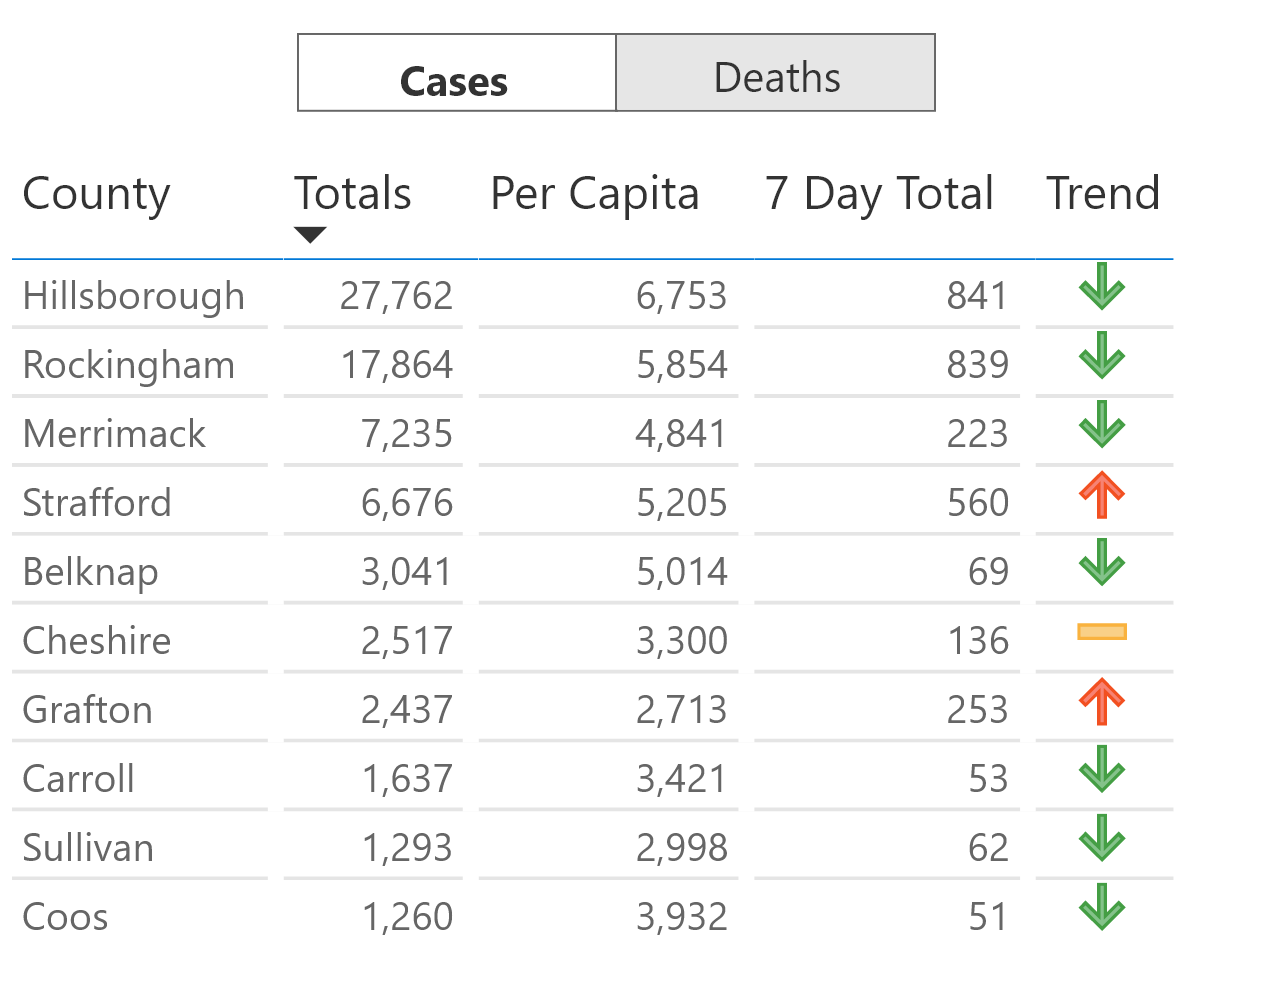 Cases Deaths
County Totals Per Capita 7 Day Total Trend
Hillsborough 27,762 6,753 841
Rockingham 17,864 5,854 839
Merrimack 7,235 4,841 223
Strafford 6,676 5,205 560
Belknap 3,041 5,014 69
Cheshire 2,517 3,300 136
Grafton 2,437 2,713 253
Carroll 1,637 3,421 53
Sullivan 1,293 2,998 62
Coos 1,260 3,932 51